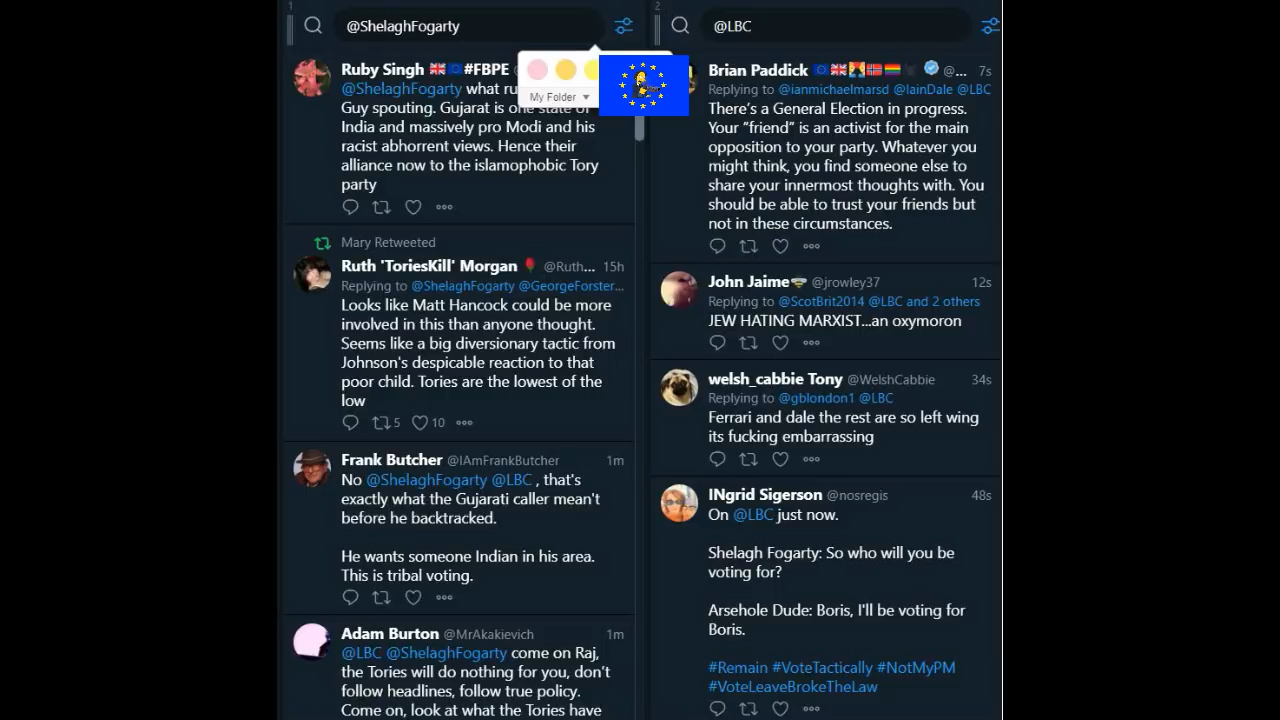 1
@ShelaghFogarty
Ruby Singh 🇬🇧🇪🇺#FBPE
@ShelaghFogarty what
Guy spouting. Gujarat is one state of
India and massively pro Modi and his
racist abhorrent views. Hence their
alliance now to the islamophobic Tory
party
My Folder
Mary Retweeted
Ruth 'ToriesKill' Morgan 🌹 @Ruth... 15h
Replying to @ShelaghFogarty @GeorgeForster...
Looks like Matt Hancock could be more
involved in this than anyone thought.
Seems like a big diversionary tactic from
Johnson's despicable reaction to that
poor child. Tories are the lowest of the
low
5 10
Frank Butcher @IAmFrankButcher 1m
No @ShelaghFogarty @LBC , that's
exactly what the Gujarati caller mean't
before he backtracked.
He wants someone Indian in his area.
This is tribal voting.
Adam Burton @MrAkakievich 1m
@LBC @ShelaghFogarty come on Raj,
the Tories will do nothing for you, don't
follow headlines, follow true policy.
Come on, look at what the Tories have
2
@LBC
Brian Paddick @... 7s
Replying to @ianmichaelmarsd @IainDale @LBC
There's a General Election in progress.
Your "friend" is an activist for the main
opposition to your party. Whatever you
might think, you find someone else to
share your innermost thoughts with. You
should be able to trust your friends but
not in these circumstances.
John Jaime @jrowley37 12s
Replying to @ScotBrit2014 @LBC and 2 others
JEW HATING MARXIST...an oxymoron
welsh_cabbie Tony @WelshCabbie 34s
Replying to @gblondon1 @LBC
Ferrari and dale the rest are so left wing
its fucking embarrassing
INgrid Sigerson @nosregis 48s
On @LBC just now.
Shelagh Fogarty: So who will you be
voting for?
Arsehole Dude: Boris, I'll be voting for
Boris.
#Remain #VoteTactically #NotMyPM
#VoteLeaveBrokeTheLaw